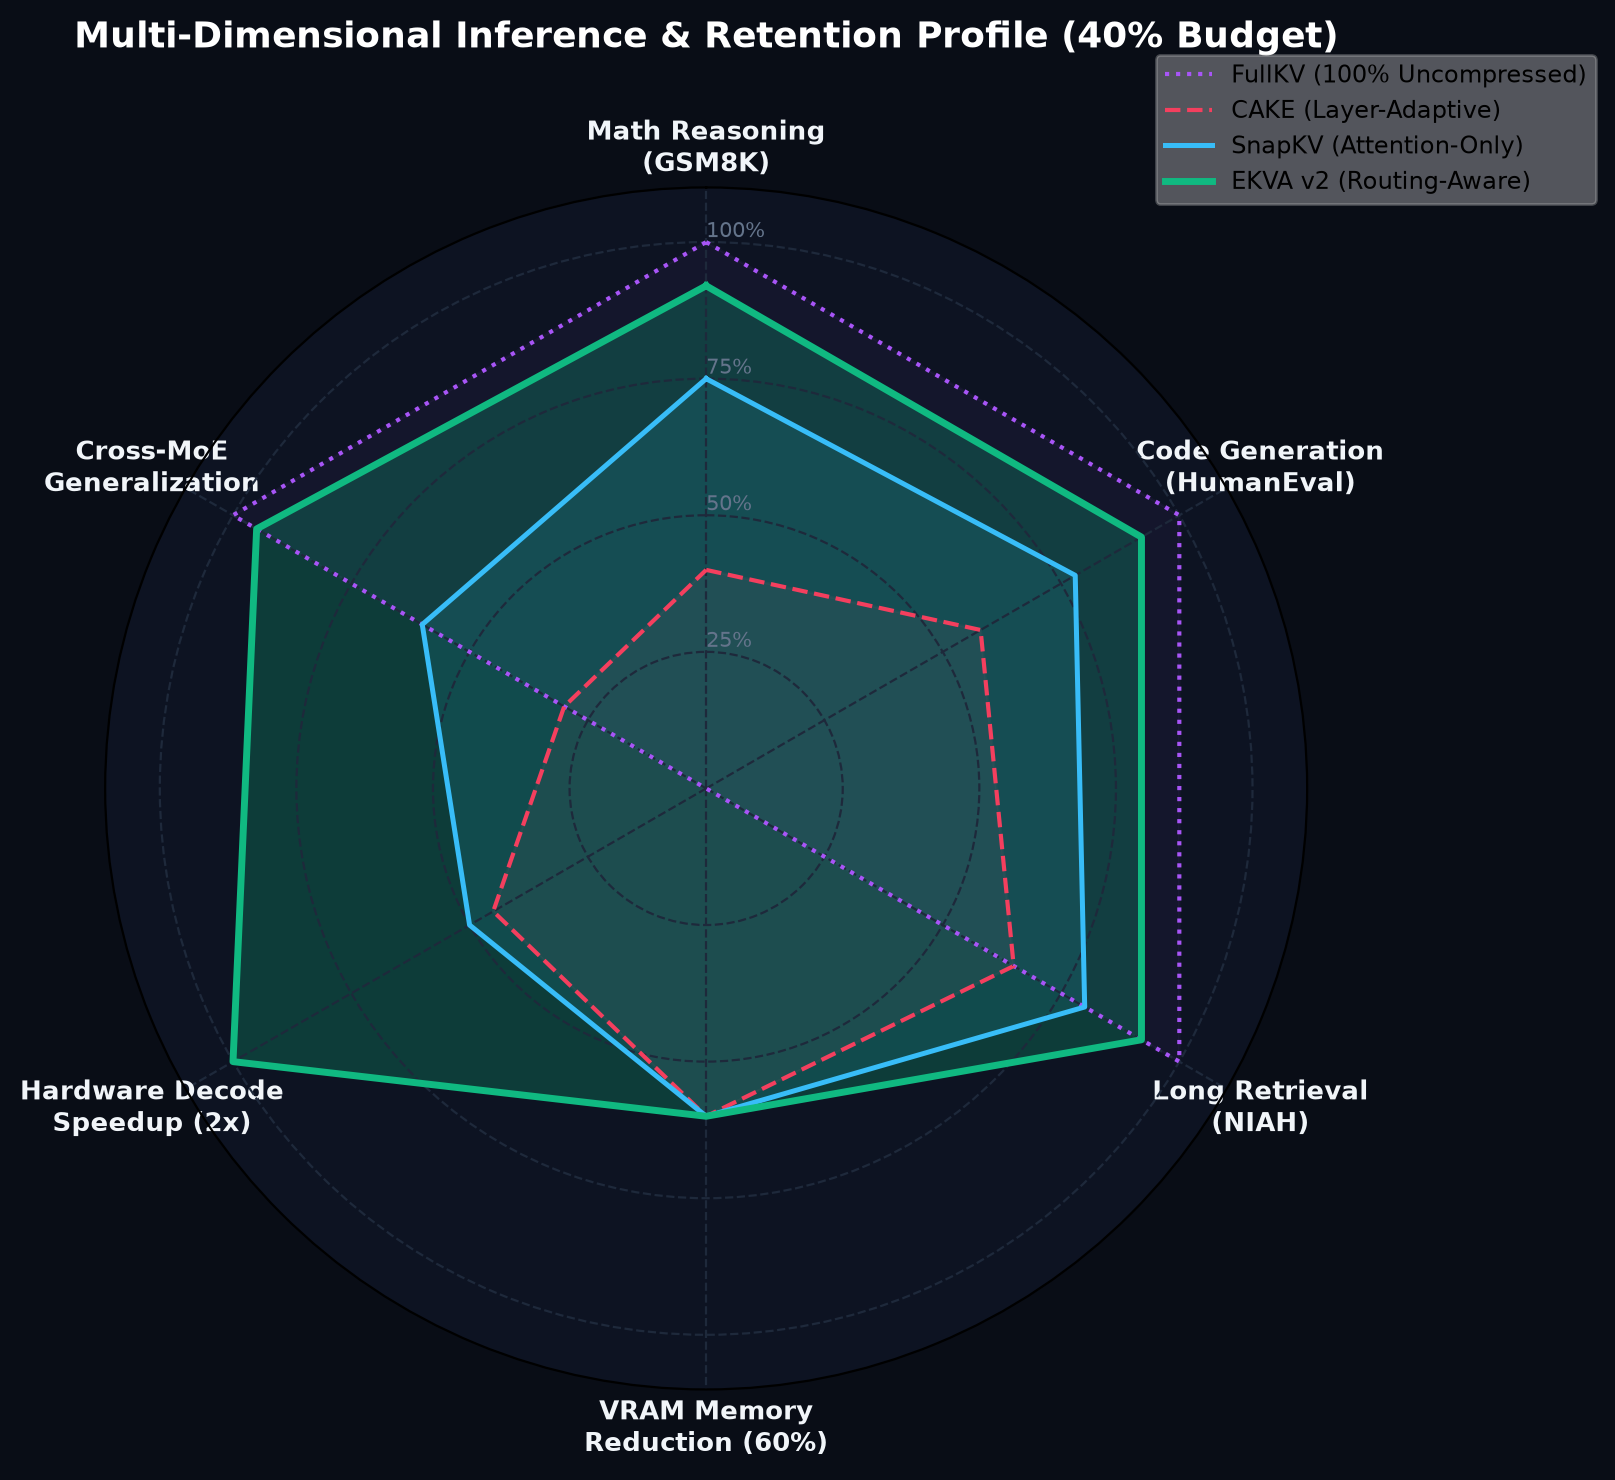 Multi-Dimensional Inference & Retention Profile (40% Budget)
FullKV (100% Uncompressed)
CAKE (Layer-Adaptive)
SnapKV (Attention-Only)
EKVA v2 (Routing-Aware)
Math Reasoning
(GSM8K)
100%
75%
50%
25%
Cross-MoE
Generalization
Code Generation
(HumanEval)
Hardware Decode
Speedup (2x)
Long Retrieval
(NIAH)
VRAM Memory
Reduction (60%)